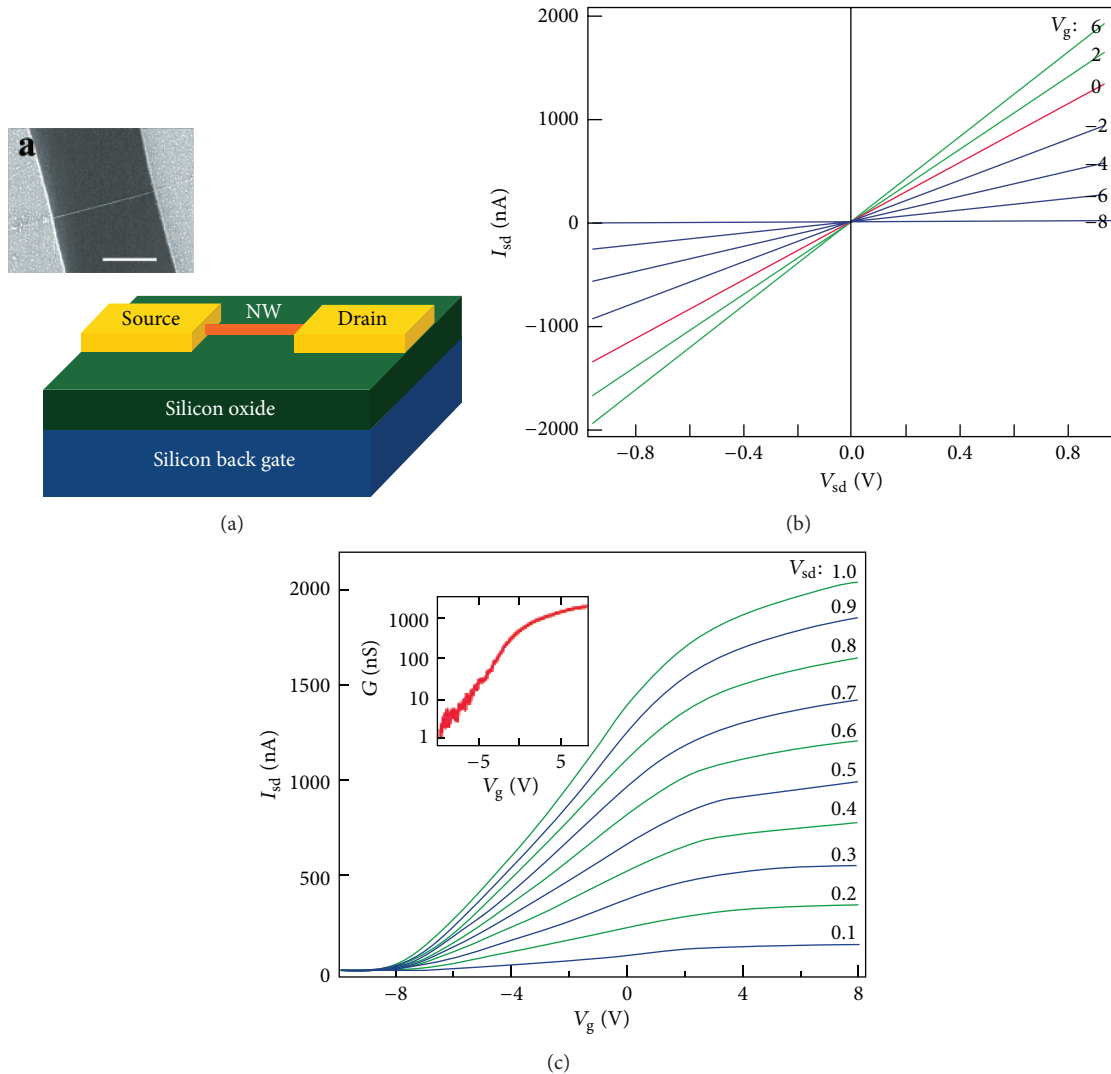 a
Source
NW
Drain
Silicon oxide
Silicon back gate
(a)
2000
1000
0
−1000
−2000
I_sd (nA)
V_g: 6
2
0
−2
−4
−6
−8
−0.8 −0.4 0.0 0.4 0.8
V_sd (V)
(b)
2000
1500
1000
500
0
I_sd (nA)
V_sd: 1.0
0.9
0.8
0.7
0.6
0.5
0.4
0.3
0.2
0.1
1000
100
10
1
G (nS)
−5 0 5
V_g (V)
−8 −4 0 4 8
V_g (V)
(c)